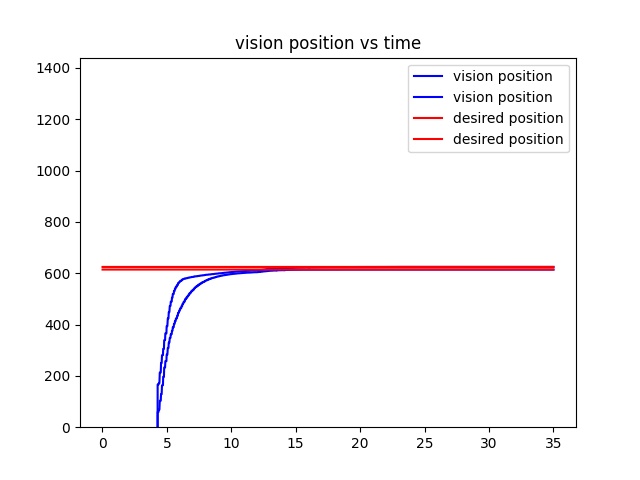 vision position vs time
1400
1200
1000
800
600
400
200
0
vision position
vision position
desired position
desired position
0 5 10 15 20 25 30 35